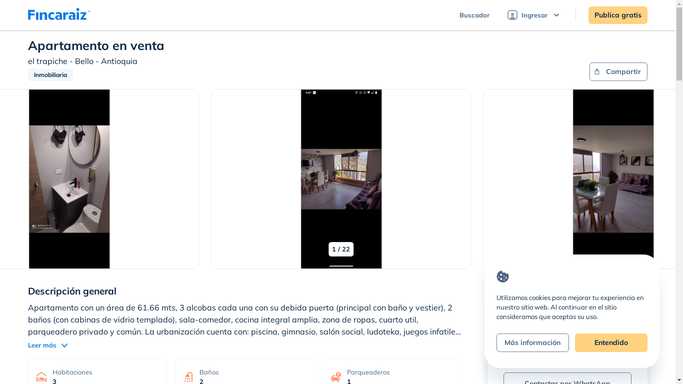 Fincaraiz
Buscador
Ingresar
Publica gratis
Apartamento en venta
el trapiche - Bello - Antioquia
Inmobiliaria
Compartir
1 / 22
Descripción general
Apartamento con un área de 61.66 mts, 3 alcobas cada una con su debida puerta (principal con baño y vestier), 2
baños (con cabinas de vidrio templado), sala-comedor, cocina integral amplia, zona de ropas, cuarto util,
parqueadero privado y común. La urbanización cuenta con: piscina, gimnasio, salón social, ludoteka, juegos infatile...
Leer más
Habitaciones
3
Baños
2
Parqueaderos
1
Utilizamos cookies para mejorar tu experiencia en
nuestro sitio web. Al continuar en el sitio
consideramos que aceptas su uso.
Más información
Entendido
Contactar por WhatsApp